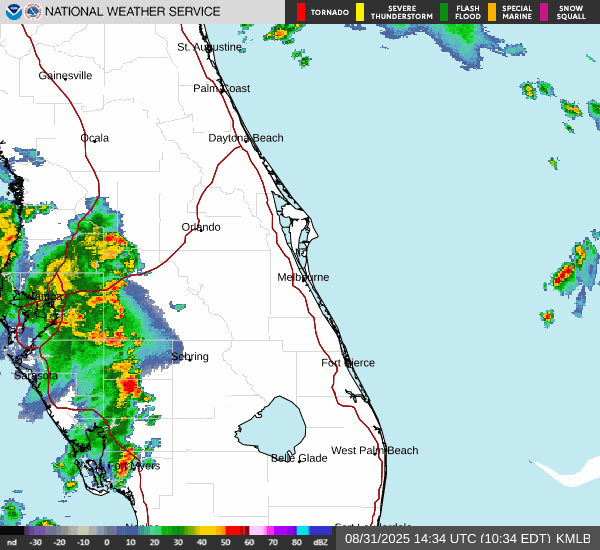 NATIONAL WEATHER SERVICE
TORNADO
SEVERE THUNDERSTORM
FLASH FLOOD
SPECIAL MARINE
SNOW SQUALL
St. Augustine
Gainesville
Palm Coast
Ocala
Daytona Beach
Orlando
Melbourne
Tampa
Sebring
Fort Pierce
Sarasota
West Palm Beach
Belle Glade
Fort Myers
nd -30 -20 -10 0 10 20 30 40 50 60 70 80 dBZ
08/31/2025 14:34 UTC (10:34 EDT) KMLB